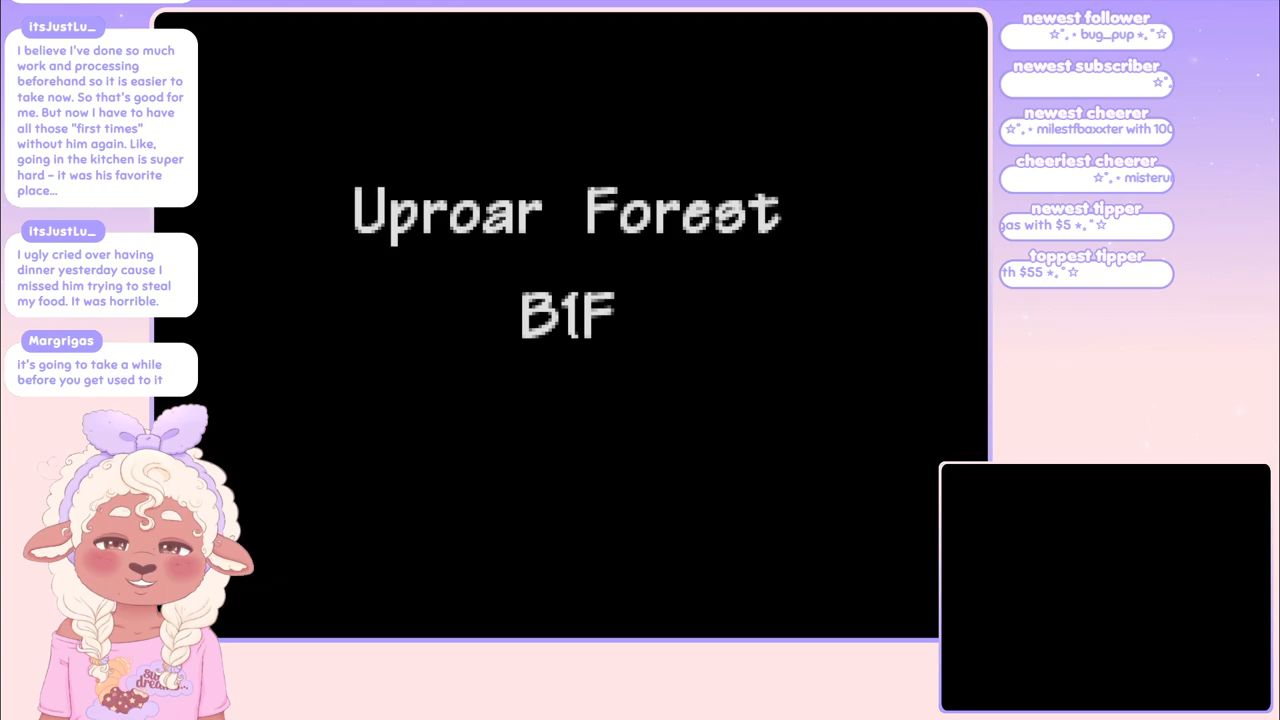 itsJustLu_
I believe I've done so much
work and processing
beforehand so it is easier to
take now. So that's good for
me. But now I have to have
all those "first times"
without him again. Like,
going in the kitchen is super
hard - it was his favorite
place...
itsJustLu_
I ugly cried over having
dinner yesterday cause I
missed him trying to steal
my food. It was horrible.
Margrigas
it's going to take a while
before you get used to it
Uproar Forest
B1F
newest follower
bug_pup
newest subscriber
newest cheerer
milestfbaxxter with 100
cheeriest cheerer
misteru
newest tipper
gas with $5
toppest tipper
th $55